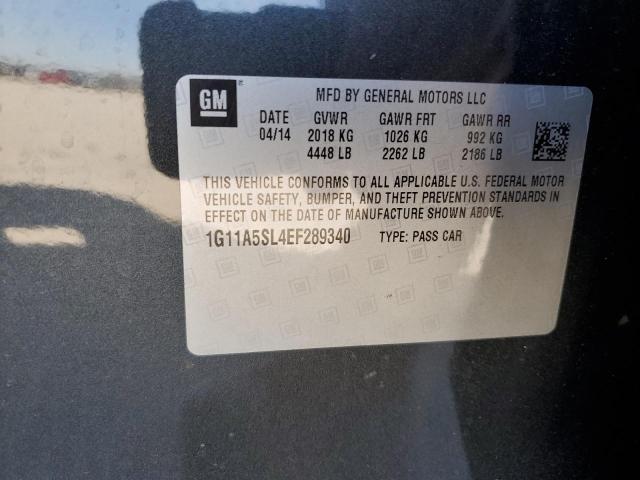 GM
MFD BY GENERAL MOTORS LLC
DATE GVWR GAWR FRT GAWR RR
04/14 2018 KG 1026 KG 992 KG
4448 LB 2262 LB 2186 LB
THIS VEHICLE CONFORMS TO ALL APPLICABLE U.S. FEDERAL MOTOR
VEHICLE SAFETY, BUMPER, AND THEFT PREVENTION STANDARDS
IN EFFECT ON THE DATE OF MANUFACTURE SHOWN ABOVE.
1G11A5SL4EF289340 TYPE: PASS CAR